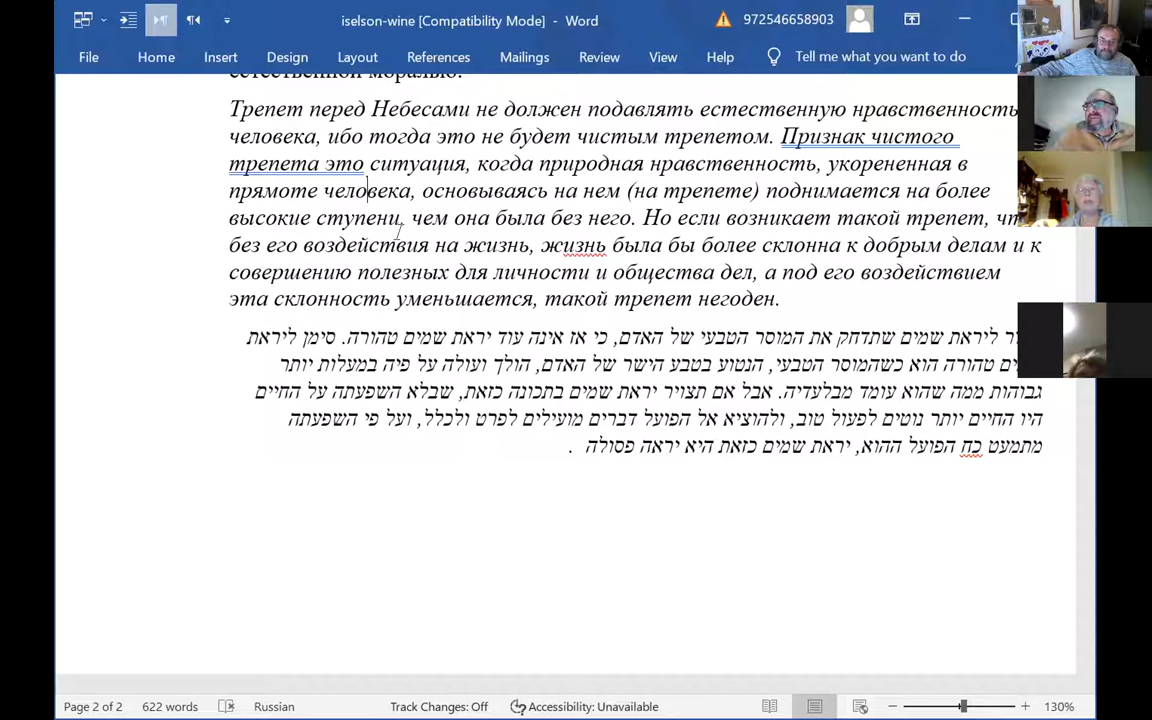 iselson-wine [Compatibility Mode] - Word
972546658903
File Home Insert Design Layout References Mailings Review View Help Tell me what you want to do
естественной моралью.
Трепет перед Небесами не должен подавлять естественную нравственность
человека, ибо тогда это не будет чистым трепетом. Признак чистого
трепета это ситуация, когда природная нравственность, укорененная в
прямоте человека, основываясь на нем (на трепете) поднимается на более
высокие ступени, чем она была без него. Но если возникает такой трепет,
без его воздействия на жизнь, жизнь была бы более склонна к добрым делам и к
совершению полезных для личности и общества дел, а под его воздействием
эта склонность уменьшается, такой трепет негоден.
ליראת שמים שתדחק את המוסר הטבעי של האדם, כי אז אינה עוד יראת שמים טהורה. סימן ליראת
טהורה הוא כשהמוסר הטבעי, הנטוע בטבע הישר של האדם, הולך ועולה על פיה במעלות יותר
גבוהות ממה שהוא עומד מבלעדיה. אבל אם תצויר יראת שמים בתכונה כזאת, שבלא השפעתה על החיים
היו החיים יותר נוטים לפעול טוב, ולהוציא אל הפועל דברים מועילים לפרט ולכלל, ועל פי השפעתה
מתמעט כח הפועל ההוא, יראת שמים כזאת היא יראה פסולה .
Page 2 of 2 622 words Russian Track Changes: Off Accessibility: Unavailable 130%